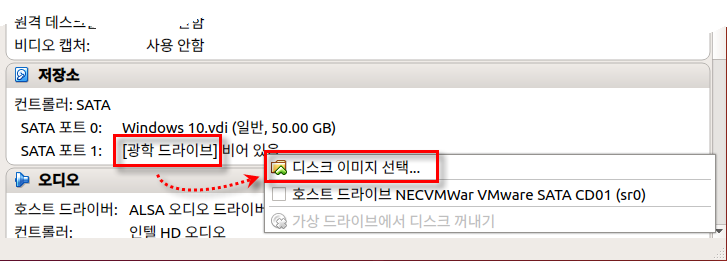 원격 데스크 안함
비디오 캡처: 사용 안함
저장소
컨트롤러: SATA
SATA 포트 0: Windows 10.vdi (일반, 50.00 GB)
SATA 포트 1: [광학 드라이브] 비어 있음
디스크 이미지 선택...
오디오
호스트 드라이브 NECVMWar VMware SATA CD01 (sr0)
호스트 드라이버: ALSA 오디오 드라이버
가상 드라이브에서 디스크 꺼내기
컨트롤러: 인텔 HD 오디오